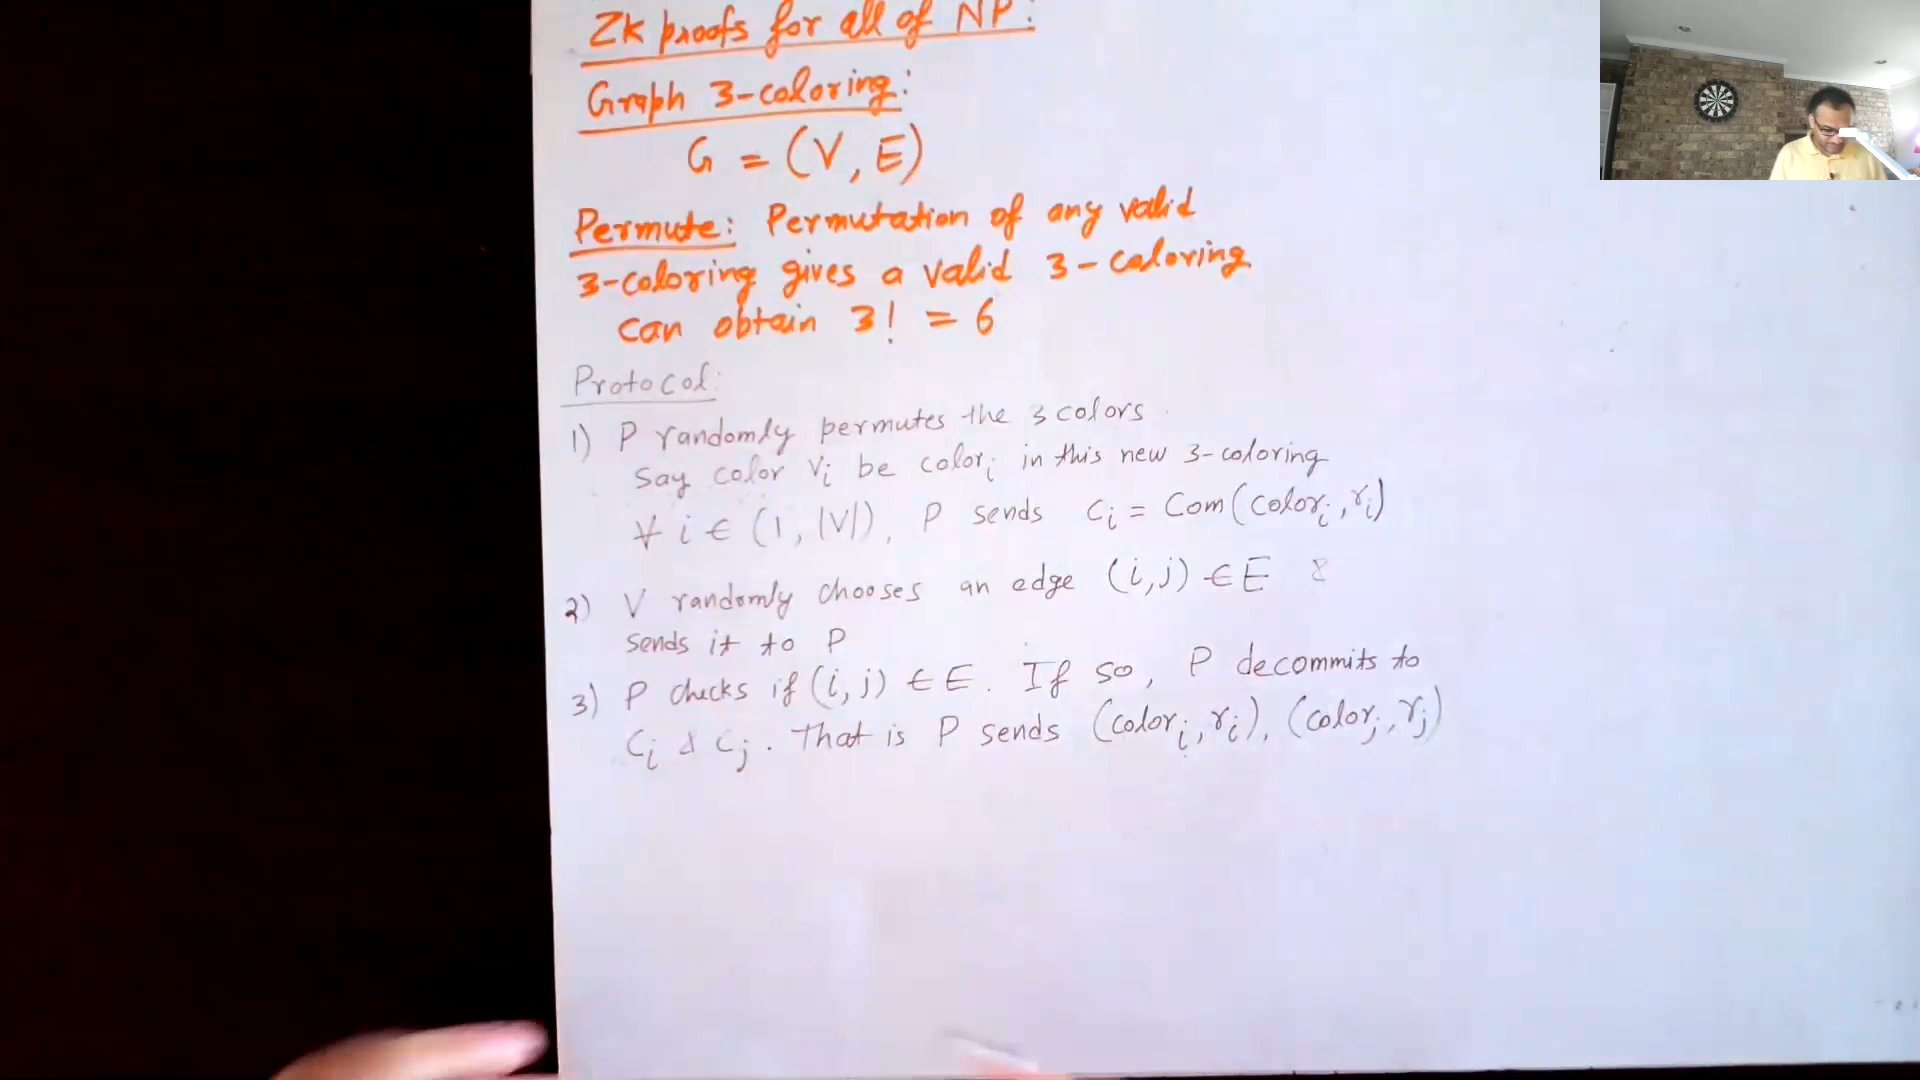 ZK proofs for all of NP:
Graph 3-coloring:
G = (V, E)
Permute: Permutation of any valid
3-coloring gives a valid 3-coloring
can obtain 3! = 6
Protocol:
1) P randomly permutes the 3 colors.
Say color vᵢ be colorᵢ in this new 3-coloring
∀ i ∈ (1, |V|), P sends cᵢ = Com(colorᵢ, rᵢ)
2) V randomly chooses an edge (i,j) ∈ E &
sends it to P
3) P checks if (i,j) ∈ E. If so, P decommits to
cᵢ & cⱼ. That is P sends (colorᵢ, rᵢ), (colorⱼ, rⱼ)